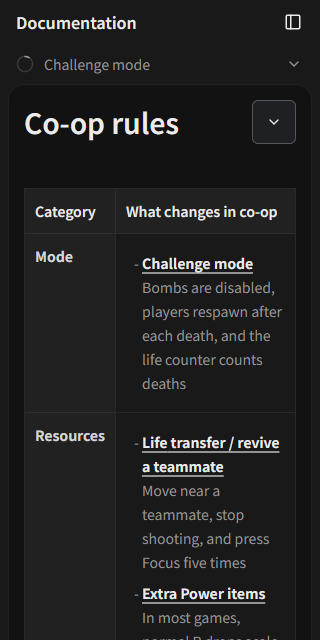 Documentation
Challenge mode
Co-op rules
Category What changes in co-op
Mode
- Challenge mode
Bombs are disabled,
players respawn after
each death, and the
life counter counts
deaths
Resources
- Life transfer / revive
a teammate
Move near a
teammate, stop
shooting, and press
Focus five times
- Extra Power items
In most games,